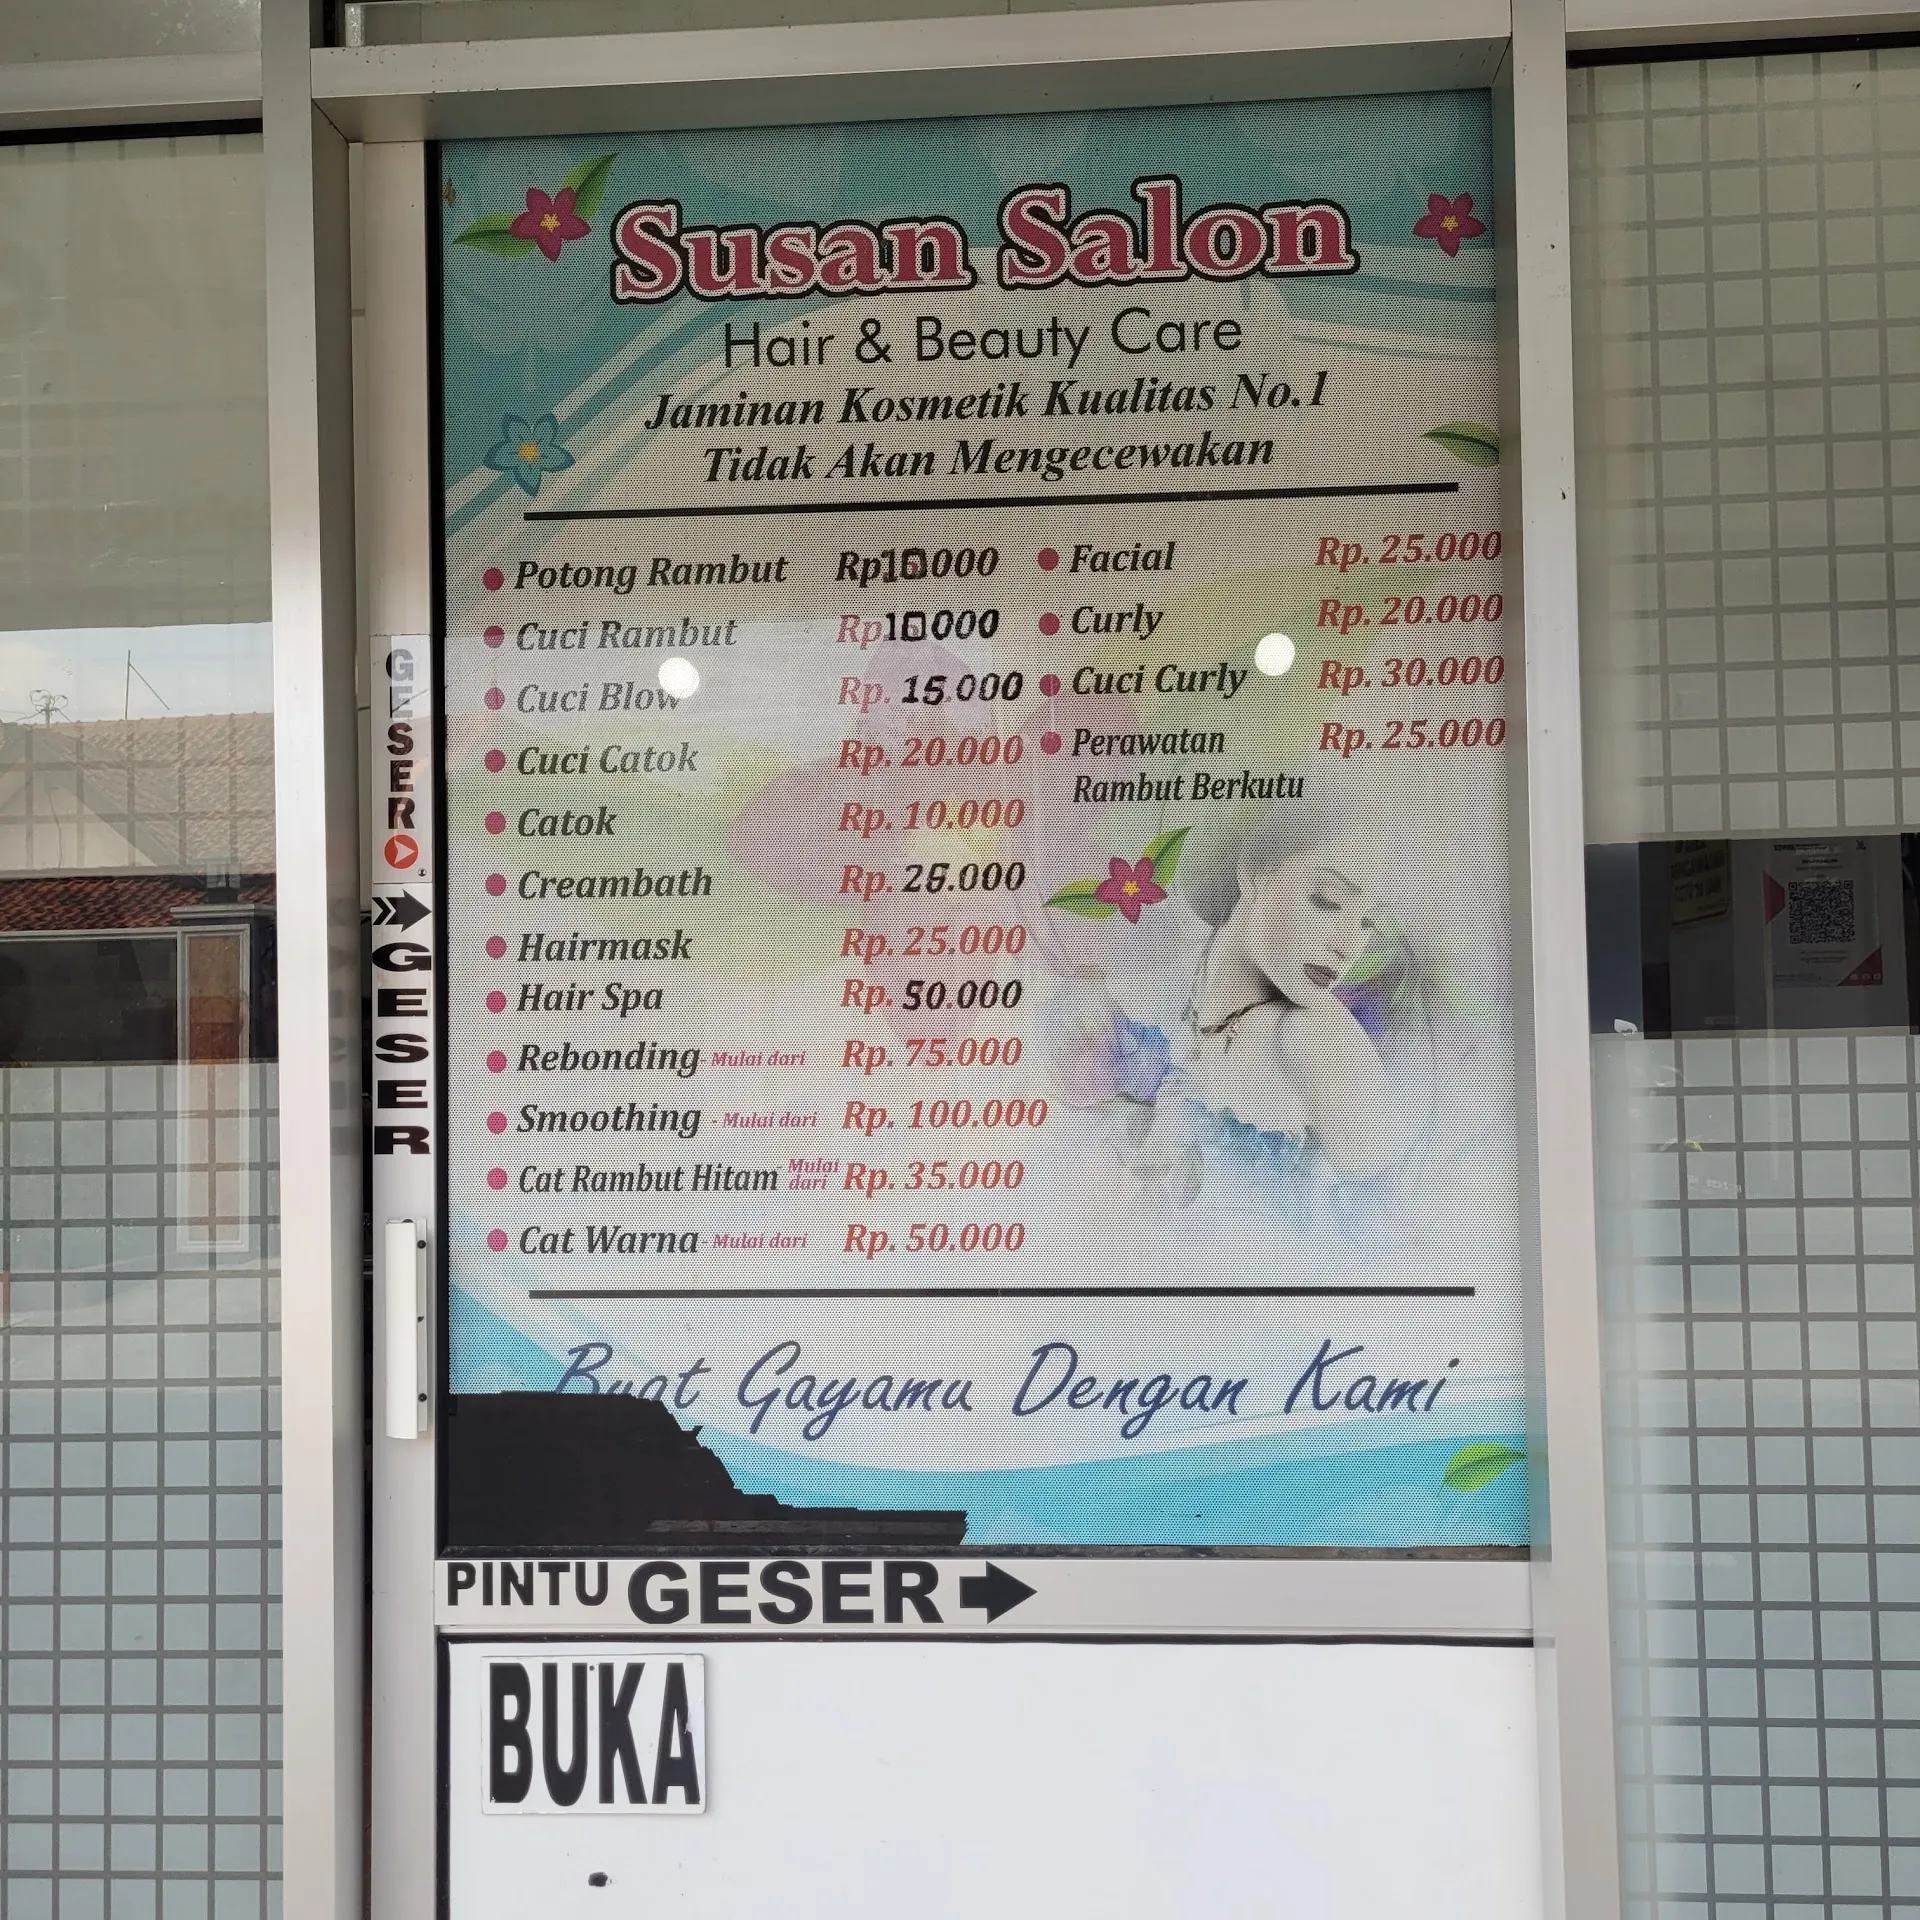 Susan Salon
Hair & Beauty Care
Jaminan Kosmetik Kualitas No.1
Tidak Akan Mengecewakan
Potong Rambut Rp10000
Cuci Rambut Rp.10000
Cuci Blow Rp. 15.000
Cuci Catok Rp. 20.000
Catok Rp. 10.000
Creambath Rp. 25.000
Hairmask Rp. 25.000
Hair Spa Rp. 50.000
Rebonding - Mulai dari Rp. 75.000
Smoothing - Mulai dari Rp. 100.000
Cat Rambut Hitam Mulai dari Rp. 35.000
Cat Warna - Mulai dari Rp. 50.000
Facial Rp. 25.000
Curly Rp. 20.000
Cuci Curly Rp. 30.000
Perawatan Rp. 25.000
Rambut Berkutu
Buat Gayamu Dengan Kami
GESER
GESER
PINTU GESER
BUKA